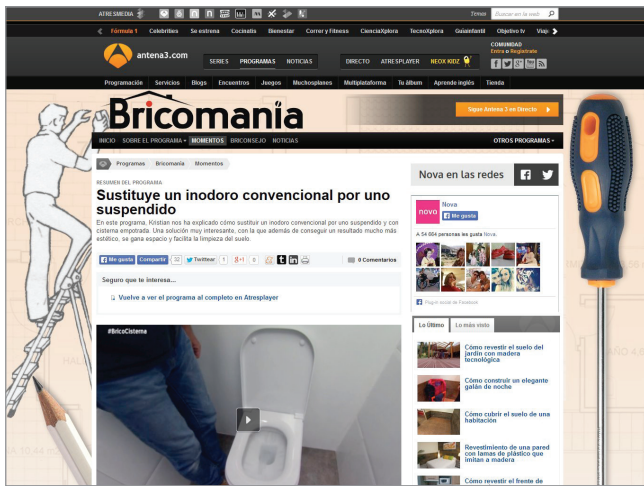 ATRESMEDIA
Temas
Buscar en la web
Fórmula 1 Celebrities Se estrena Cocinatis Bienestar Correr y Fitness CienciaXplora TecnoXplora Guiainfantil Objetivo tv Viaj
antena3.com
SERIES PROGRAMAS NOTICIAS DIRECTO ATRESPLAYER NEOX KIDZ
COMUNIDAD
Entra o Regístrate
Programación Servicios Blogs Encuentros Juegos Muchosplanes Multiplataforma Tu álbum Aprende inglés Tienda
Bricomanía
Sigue Antena 3 en Directo
INICIO SOBRE EL PROGRAMA MOMENTOS BRICONSEJO NOTICIAS OTROS PROGRAMAS
Programas Bricomanía Momentos
RESUMEN DEL PROGRAMA
Sustituye un inodoro convencional por uno
suspendido
En este programa, Kristian nos ha explicado cómo sustituir un inodoro convencional por uno suspendido y con
cisterna empotrada. Una solución muy interesante, con la que además de conseguir un resultado mucho más
estético, se gana espacio y facilita la limpieza del suelo.
Me gusta Compartir 32 Twittear 1 +1 0 0 Comentarios
Seguro que te interesa...
Vuelve a ver el programa al completo en Atresplayer
#BricoCisterna
Nova en las redes
nova
Nova
Me gusta
A 54 664 personas les gusta Nova.
Plug-in social de Facebook
Lo Último Lo más visto
Cómo revestir el suelo del
jardín con madera
tecnológica
Cómo construir un elegante
galán de noche
Cómo cubrir el suelo de una
habitación
Revestimiento de una pared
con lamas de plástico que
imitan a madera
Cómo revestir el frente de